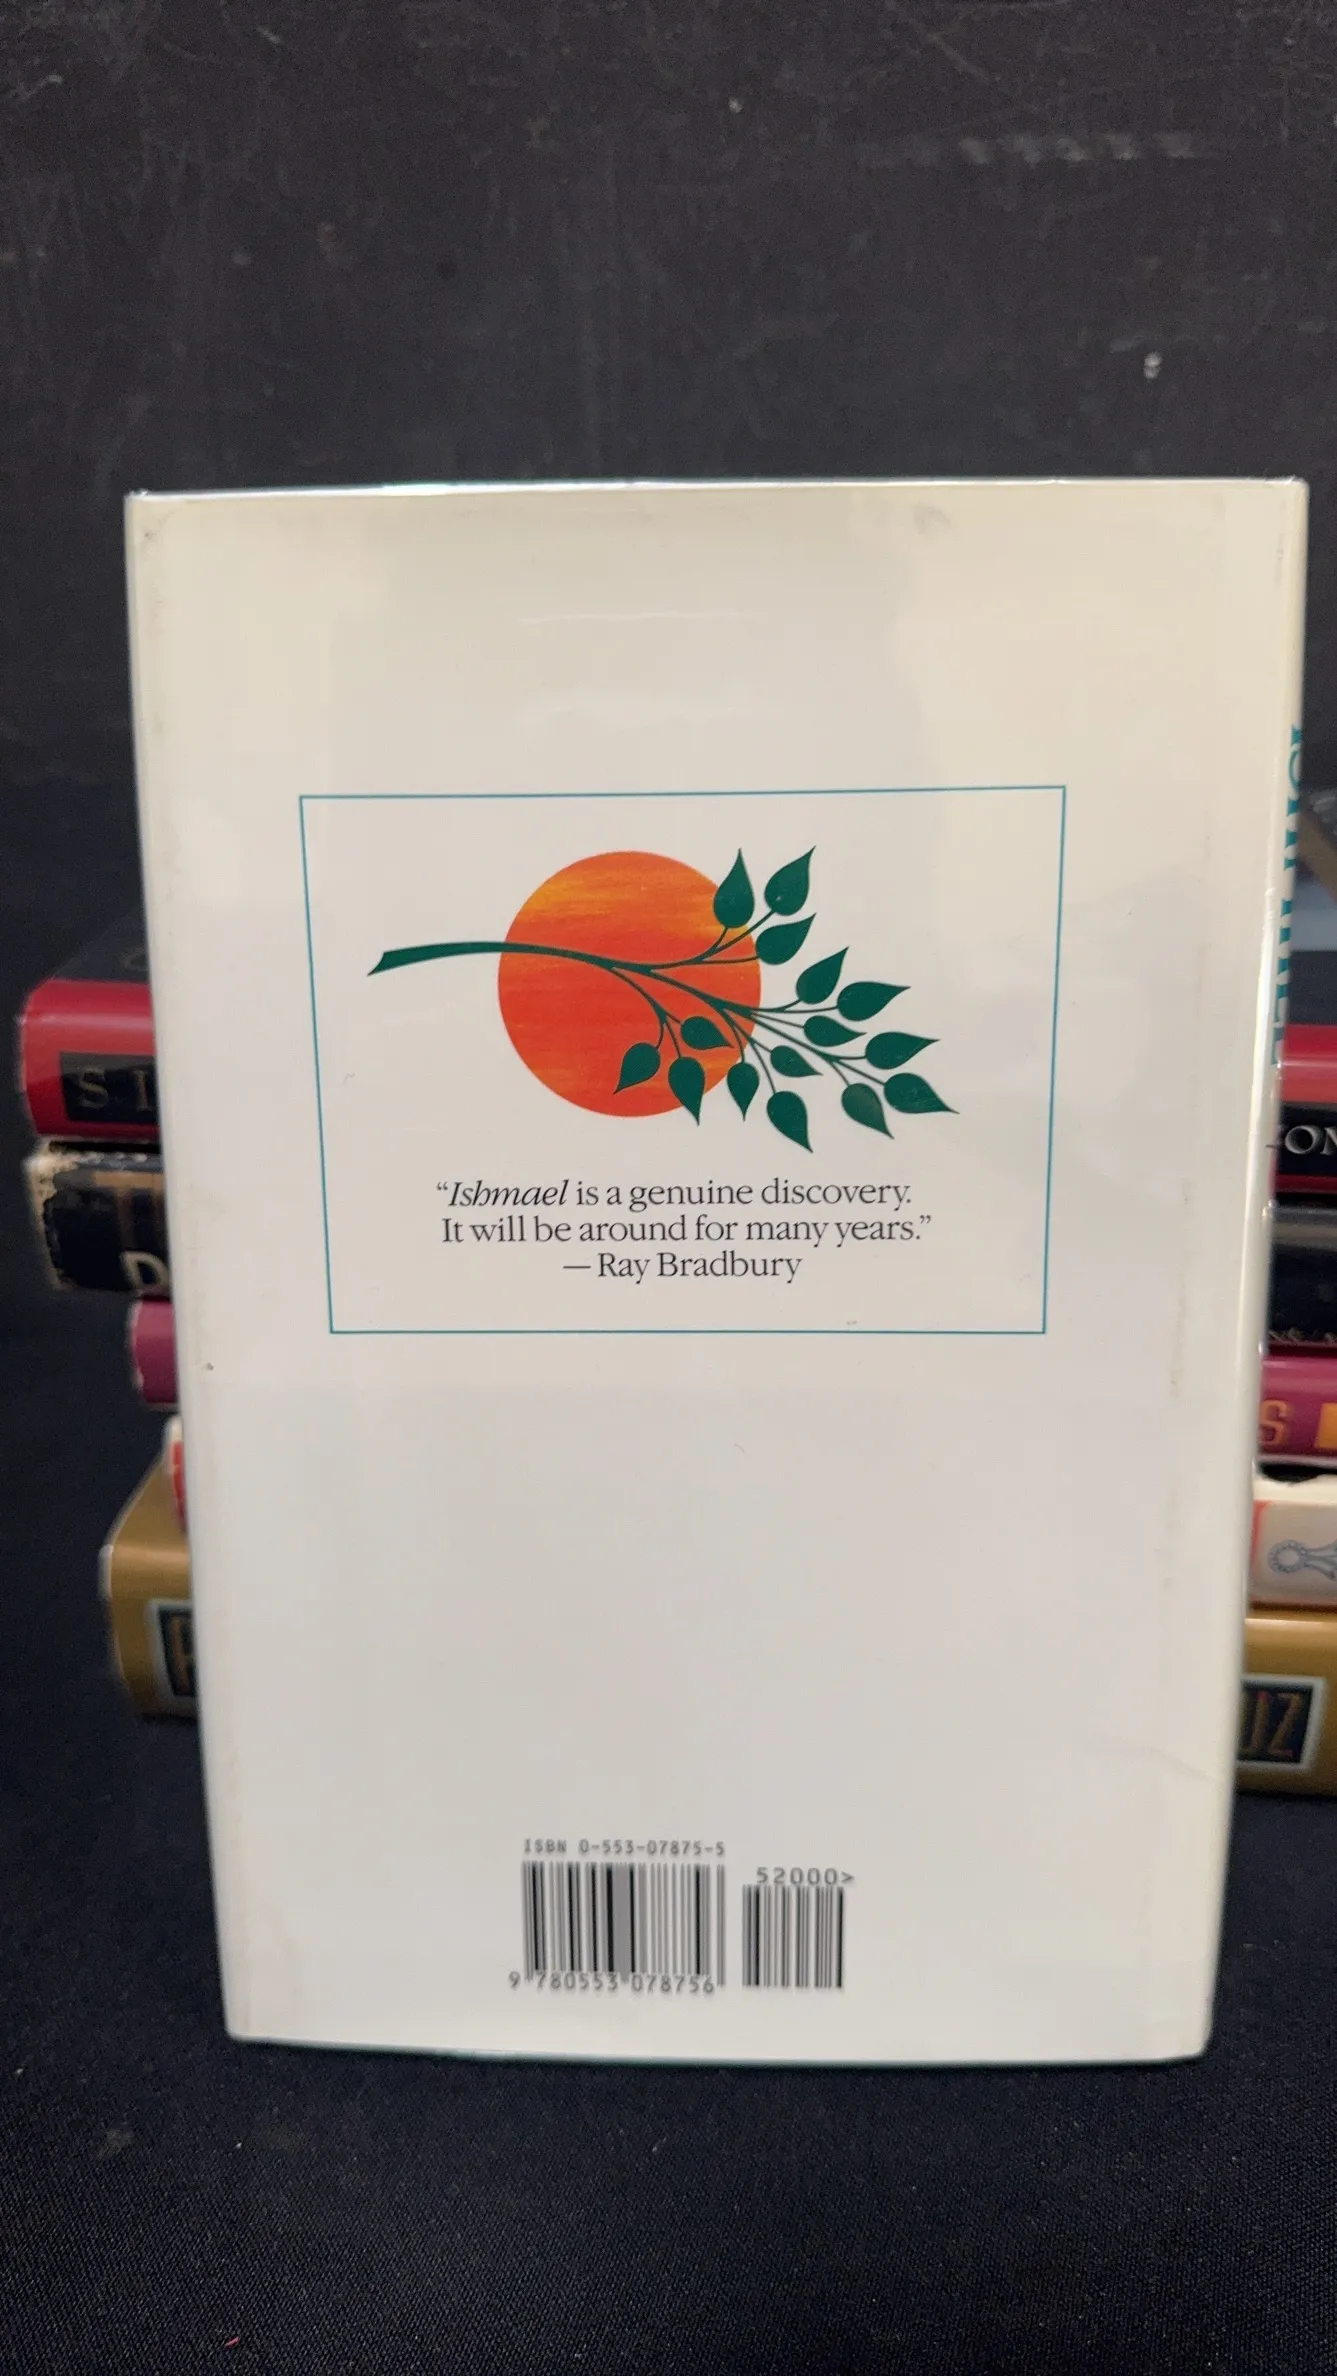 “Ishmael is a genuine discovery.
It will be around for many years.”
— Ray Bradbury
ISBN 0-553-07875-5
52000>
9 780553 078756
ISHMAEL